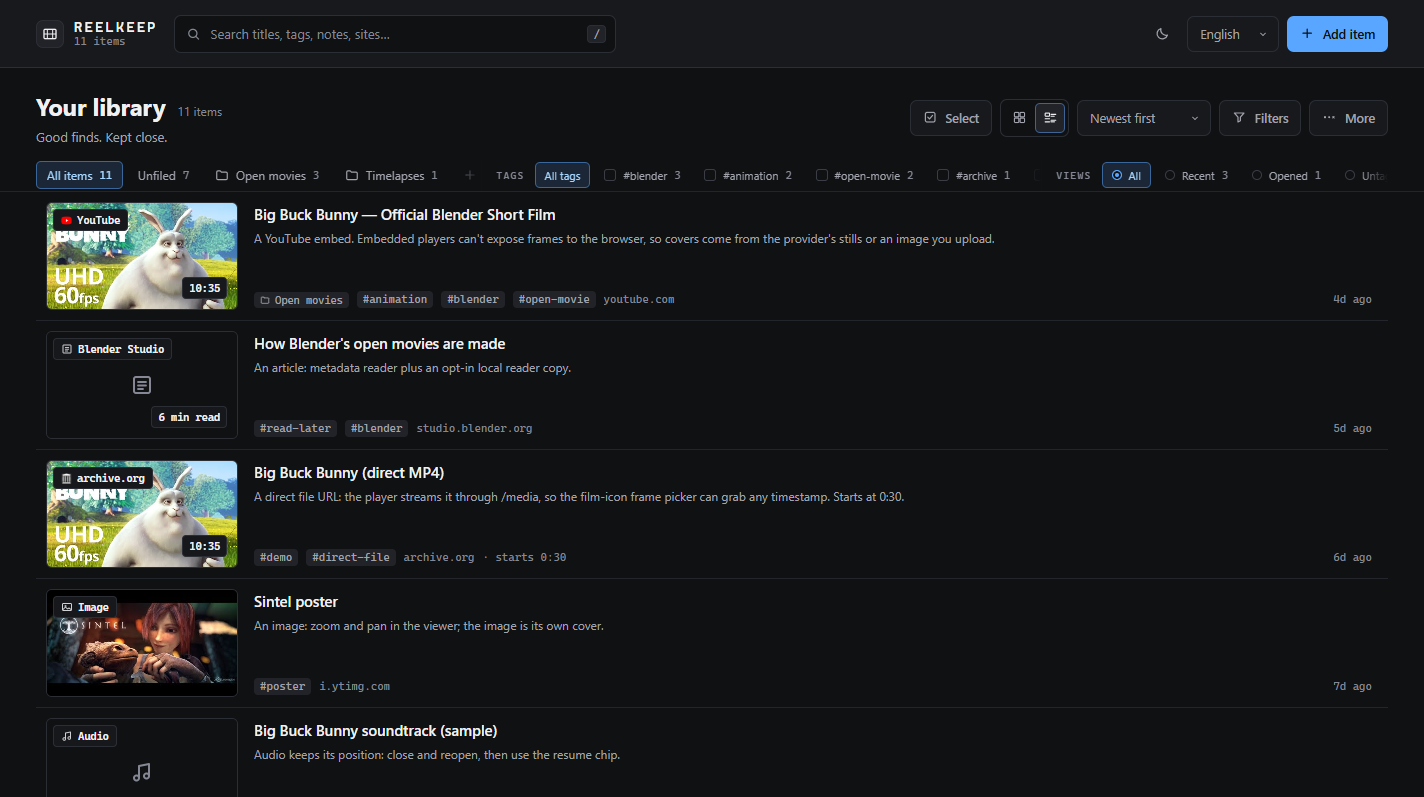 REELKEEP
11 items
Search titles, tags, notes, sites...
/
English
+ Add item
Your library 11 items
Good finds. Kept close.
Select
Newest first
Filters
··· More
All items 11
Unfiled 7
Open movies 3
Timelapses 1
+
TAGS
All tags
#blender 3
#animation 2
#open-movie 2
#archive 1
VIEWS
All
Recent 3
Opened 1
Unta
YouTube
BUNNY
UHD
60fps
10:35
Big Buck Bunny — Official Blender Short Film
A YouTube embed. Embedded players can't expose frames to the browser, so covers come from the provider's stills or an image you upload.
Open movies #animation #blender #open-movie youtube.com
4d ago
Blender Studio
6 min read
How Blender's open movies are made
An article: metadata reader plus an opt-in local reader copy.
#read-later #blender studio.blender.org
5d ago
archive.org
BUNNY
UHD
60fps
10:35
Big Buck Bunny (direct MP4)
A direct file URL: the player streams it through /media, so the film-icon frame picker can grab any timestamp. Starts at 0:30.
#demo #direct-file archive.org · starts 0:30
6d ago
Image
SINTEL
Sintel poster
An image: zoom and pan in the viewer; the image is its own cover.
#poster i.ytimg.com
7d ago
Audio
Big Buck Bunny soundtrack (sample)
Audio keeps its position: close and reopen, then use the resume chip.